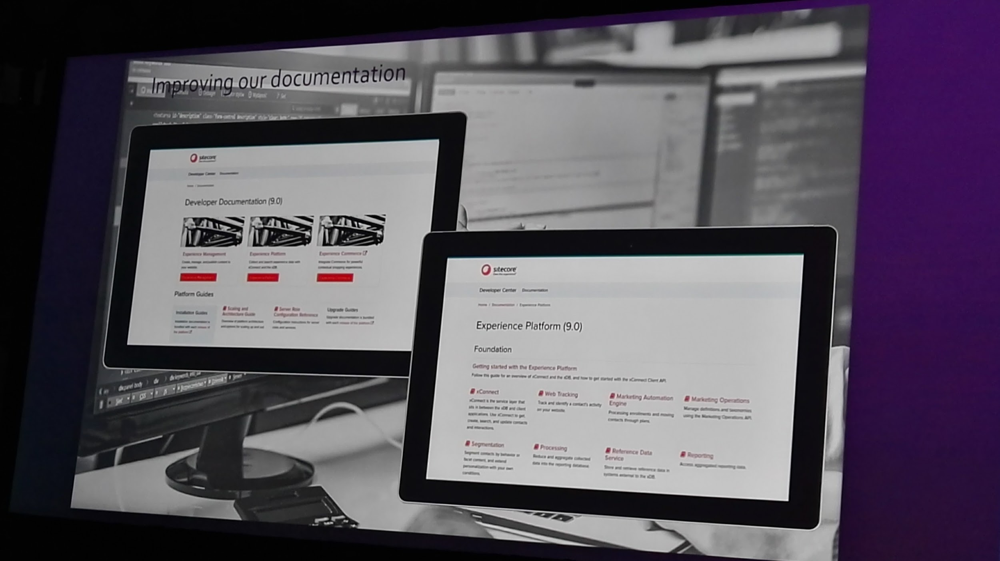 Improving our documentation
<textarea id="description" class="form-control description"
sitecore
Developer Center Documentation
Home / Documentation
Developer Documentation (9.0)
Experience Management
Create, manage, and publish content to
your website.
Experience Platform
Collect and search experience data with
xConnect and the xDB.
Experience Commerce
Integrate Commerce for powerful
contextual shopping experiences.
Platform Guides
Installation Guides
Installation documentation is
bundled with each release of
the platform
Scaling and
Architecture Guide
Overview of platform architecture
and options for scaling up and out.
Server Role
Configuration Reference
Configuration instructions for server
roles and services.
Upgrade Guides
Upgrade documentation is bundled
with each release of the platform
sitecore
Developer Center Documentation
Home / Documentation / Experience Platform
Experience Platform (9.0)
Foundation
Getting started with the Experience Platform
Follow this guide for an overview of xConnect and the xDB, and how to get started with the xConnect Client API.
xConnect
xConnect is the service layer that
sits in between the xDB and client
applications. Use xConnect to get,
create, search, and update contacts
and interactions.
Web Tracking
Track and identify a contact's activity
on your website.
Marketing Automation
Engine
Processing enrollments and moving
contacts through plans.
Marketing Operations
Manage definitions and taxonomies
using the Marketing Operations API.
Segmentation
Segment contacts by behavior or
facet content, and extend
personalization with your own
conditions.
Processing
Reduce and aggregate collected
data into the reporting database.
Reference Data
Service
Store and retrieve reference data in
systems external to the xDB.
Reporting
Access aggregated reporting data.